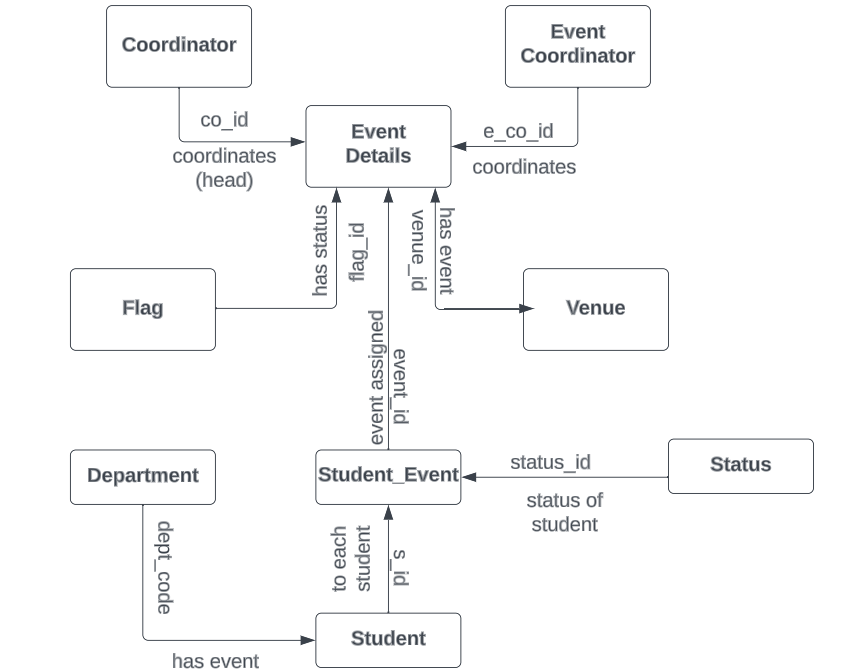 Coordinator
Event
Coordinator
co_id
coordinates
(head)
Event
Details
e_co_id
coordinates
has status
flag_id
venue_id
has event
Flag
Venue
event assigned
event_id
Department
Student_Event
status_id
status of
student
Status
dept_code
to each
student
s_id
has event
Student